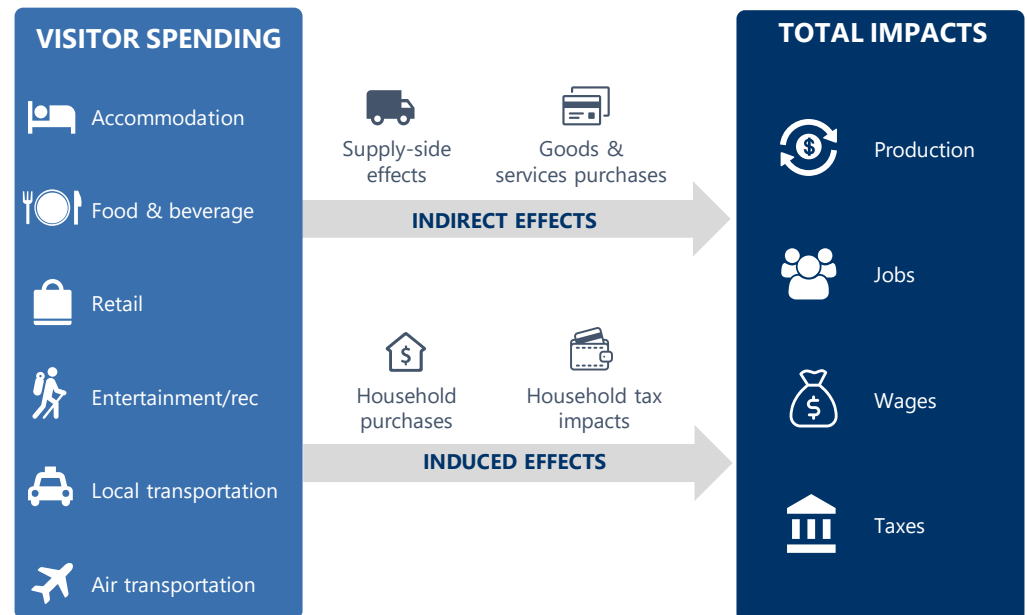 VISITOR SPENDING
Accommodation
Food & beverage
Retail
Entertainment/rec
Local transportation
Air transportation
Supply-side
effects
Goods &
services purchases
INDIRECT EFFECTS
Household
purchases
Household tax
impacts
INDUCED EFFECTS
TOTAL IMPACTS
$
Production
Jobs
$
Wages
Taxes